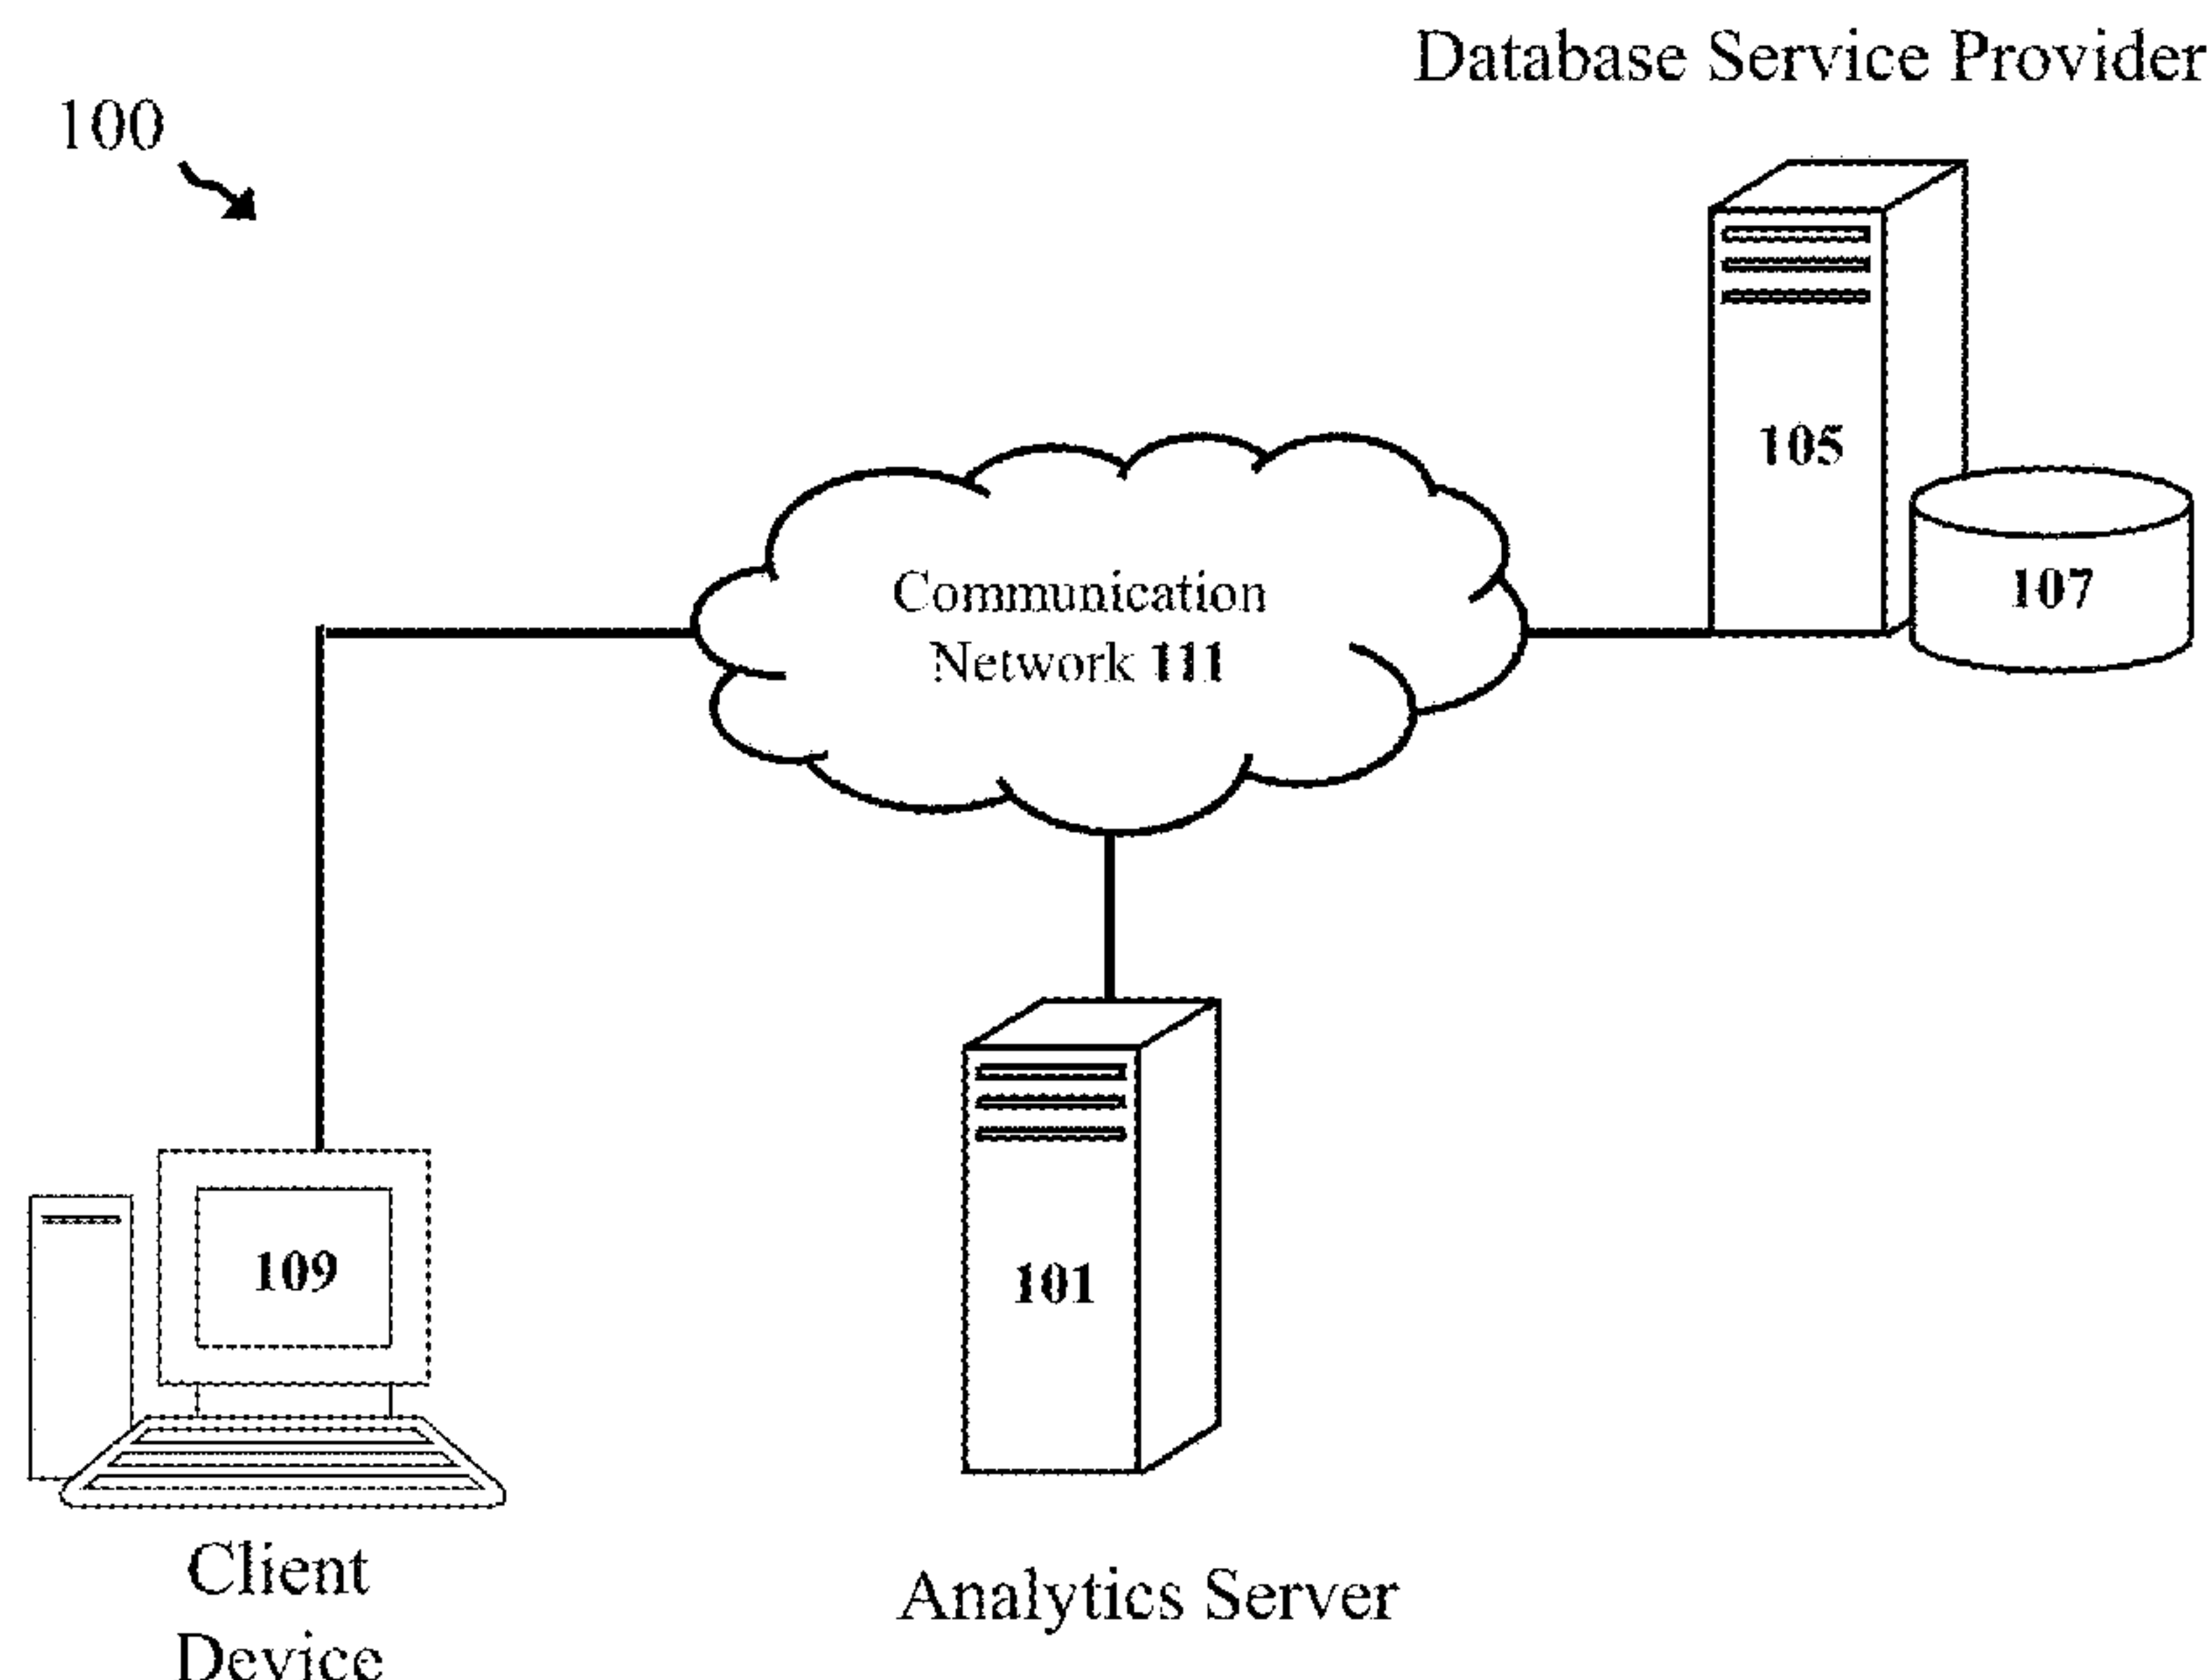 Database Service Provider
100
105
107
Communication
Network 111
109
101
Client
Device
Analytics Server